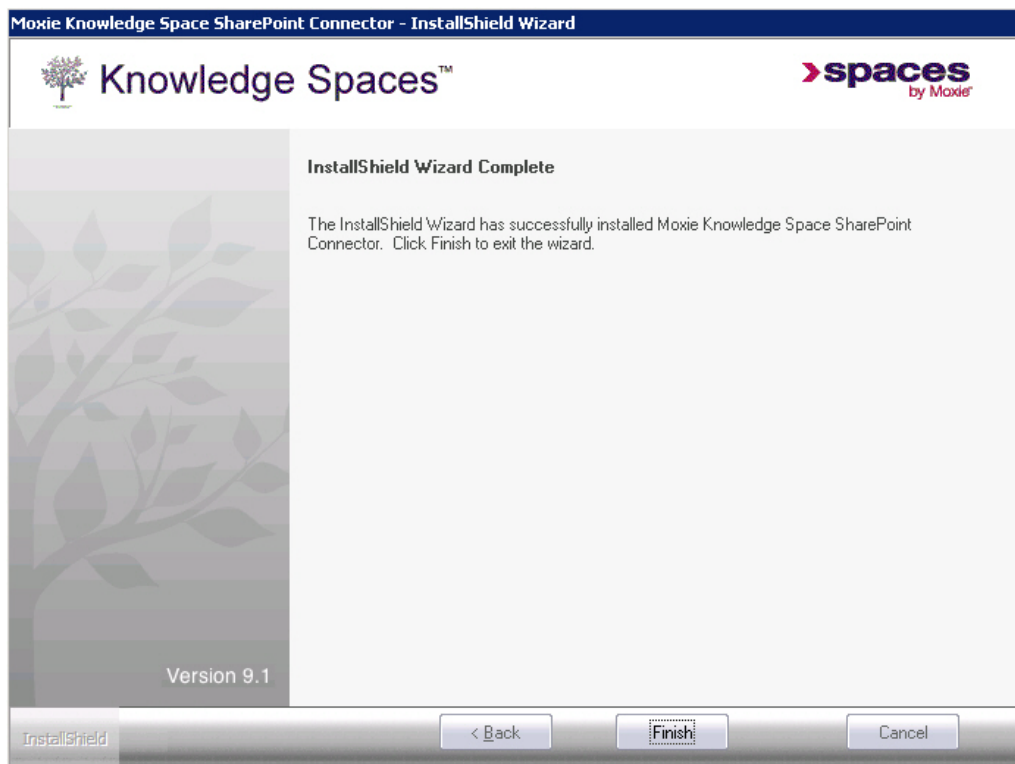 Moxie Knowledge Space SharePoint Connector - InstallShield Wizard
Knowledge Spaces™
spaces
by Moxie
InstallShield Wizard Complete
The InstallShield Wizard has successfully installed Moxie Knowledge Space SharePoint
Connector. Click Finish to exit the wizard.
Version 9.1
InstallShield
< Back
Finish
Cancel